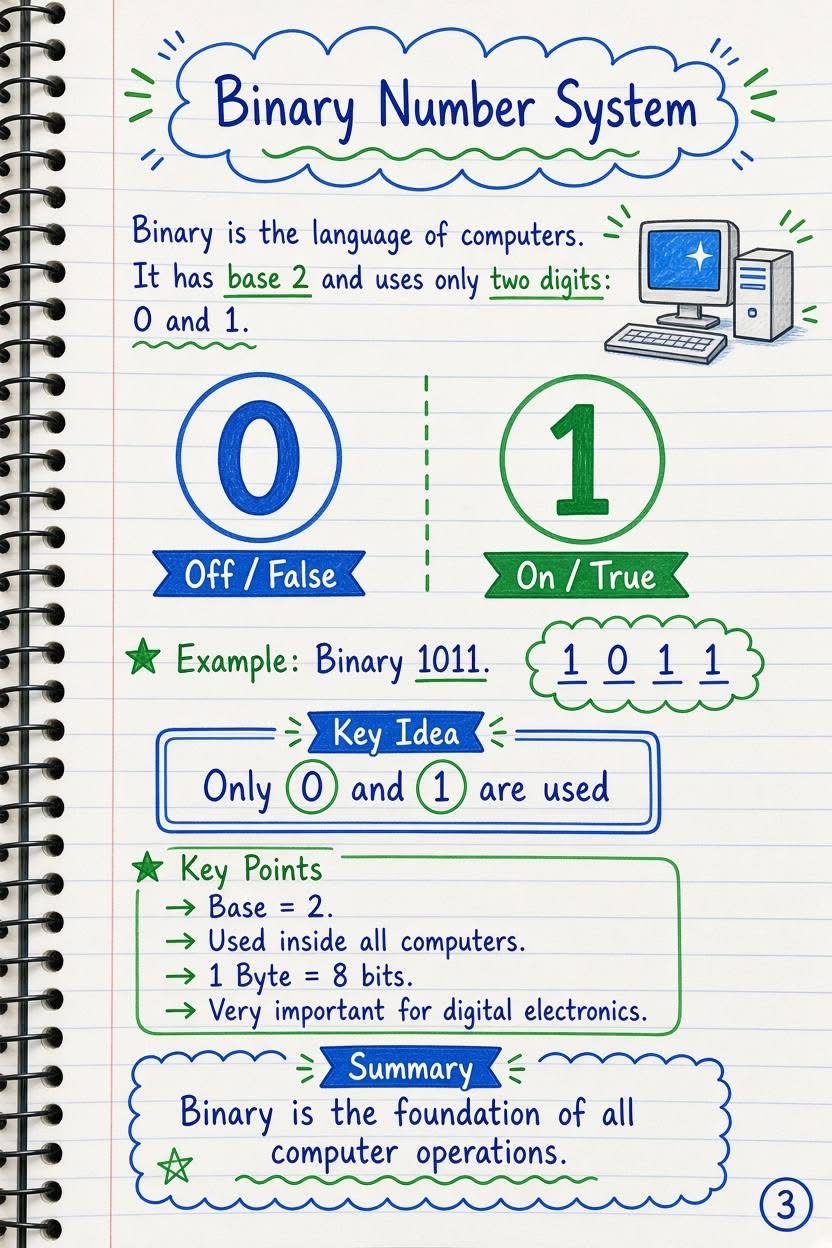 Binary Number System
Binary is the language of computers.
It has base 2 and uses only two digits:
0 and 1.
0
1
Off / False
On / True
Example: Binary 1011.
1 0 1 1
Key Idea
Only 0 and 1 are used
Key Points
→ Base = 2.
→ Used inside all computers.
→ 1 Byte = 8 bits.
→ Very important for digital electronics.
Summary
Binary is the foundation of all
computer operations.
3